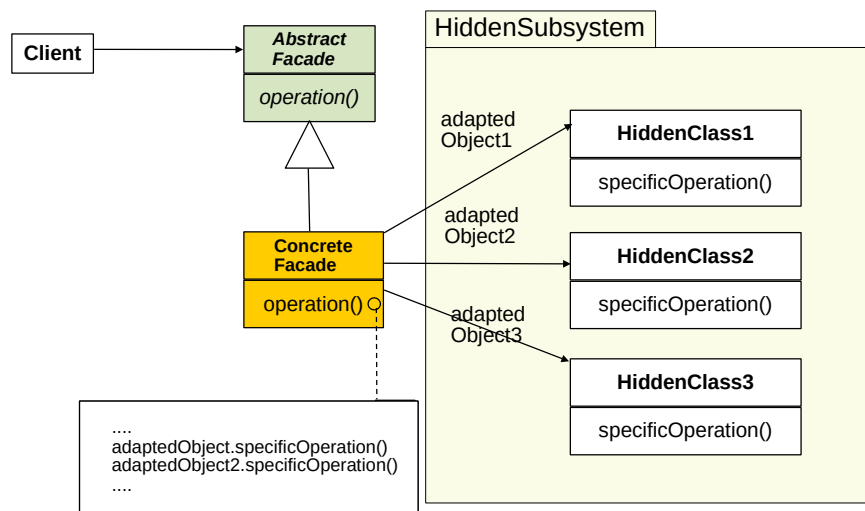 Client
Abstract
Facade
operation()
HiddenSubsystem
adapted
Object1
HiddenClass1
specificOperation()
adapted
Object2
HiddenClass2
specificOperation()
Concrete
Facade
operation()
adapted
Object3
HiddenClass3
specificOperation()
....
adaptedObject.specificOperation()
adaptedObject2.specificOperation()
....